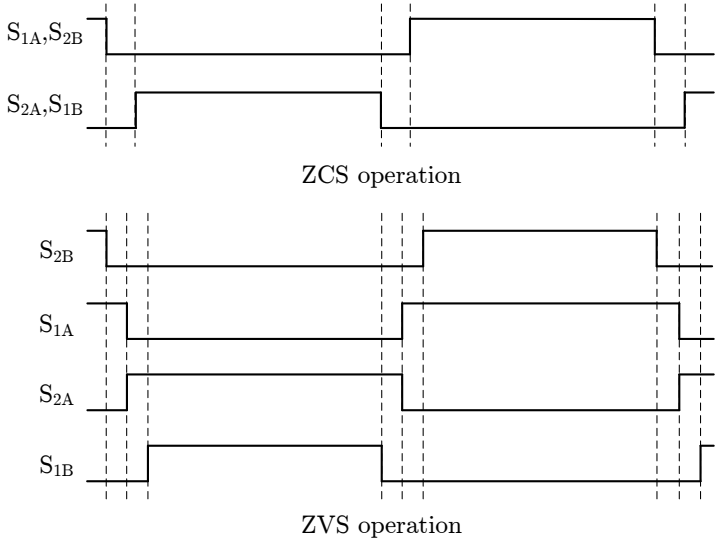 S1A,S2B
S2A,S1B
ZCS operation
S2B
S1A
S2A
S1B
ZVS operation